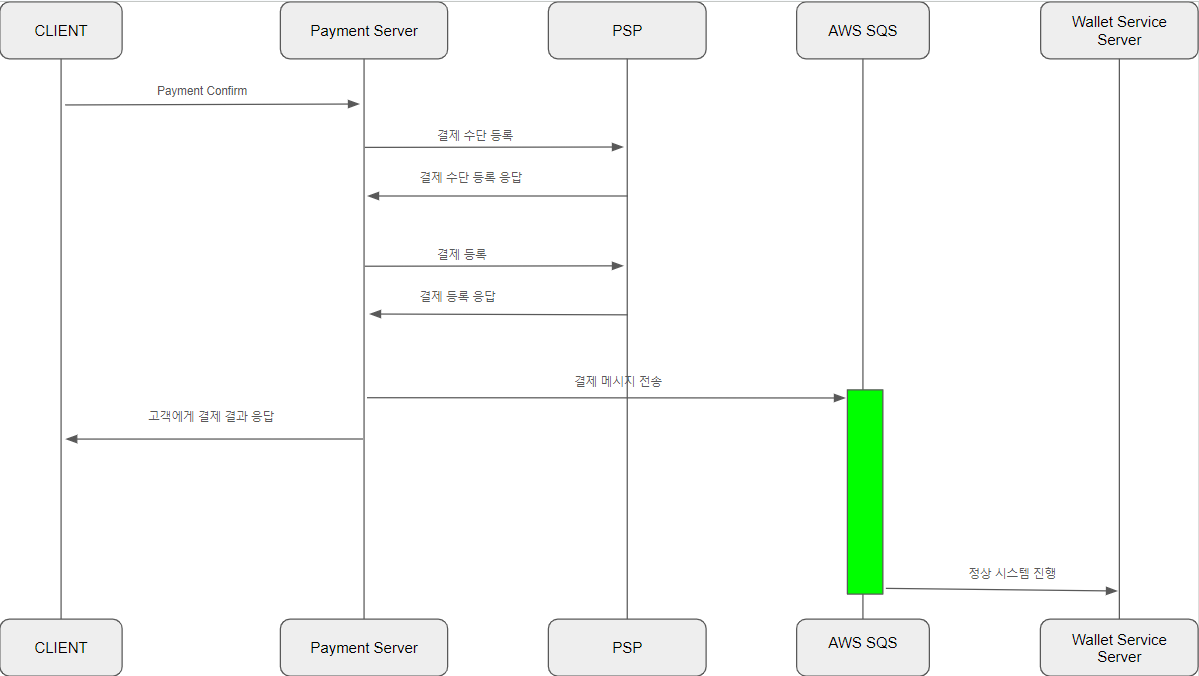 CLIENT
Payment Server
PSP
AWS SQS
Wallet Service
Server
Payment Confirm
결제 수단 등록
결제 수단 등록 응답
결제 등록
결제 등록 응답
결제 메시지 전송
고객에게 결제 결과 응답
정상 시스템 진행
CLIENT
Payment Server
PSP
AWS SQS
Wallet Service
Server